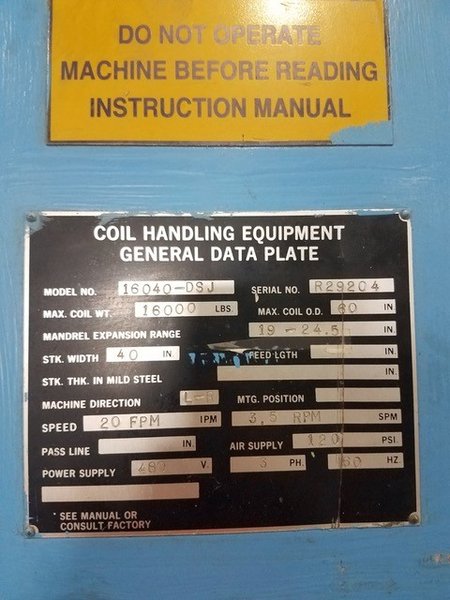 DO NOT OPERATE
MACHINE BEFORE READING
INSTRUCTION MANUAL
COIL HANDLING EQUIPMENT
GENERAL DATA PLATE
MODEL NO. 16040-DSJ SERIAL NO. R29204
MAX. COIL WT. 16000 LBS MAX. COIL O.D. 60 IN.
MANDREL EXPANSION RANGE 19 - 24.5 IN.
STK. WIDTH 40 IN. FEED LGTH IN.
STK. THK. IN MILD STEEL IN.
MACHINE DIRECTION MTG. POSITION
SPEED 20 FPM IPM 3.5 RPM SPM
PASS LINE IN. AIR SUPPLY 120 PSI.
POWER SUPPLY 480 V. 3 PH. 60 HZ.
*SEE MANUAL OR
CONSULT FACTORY